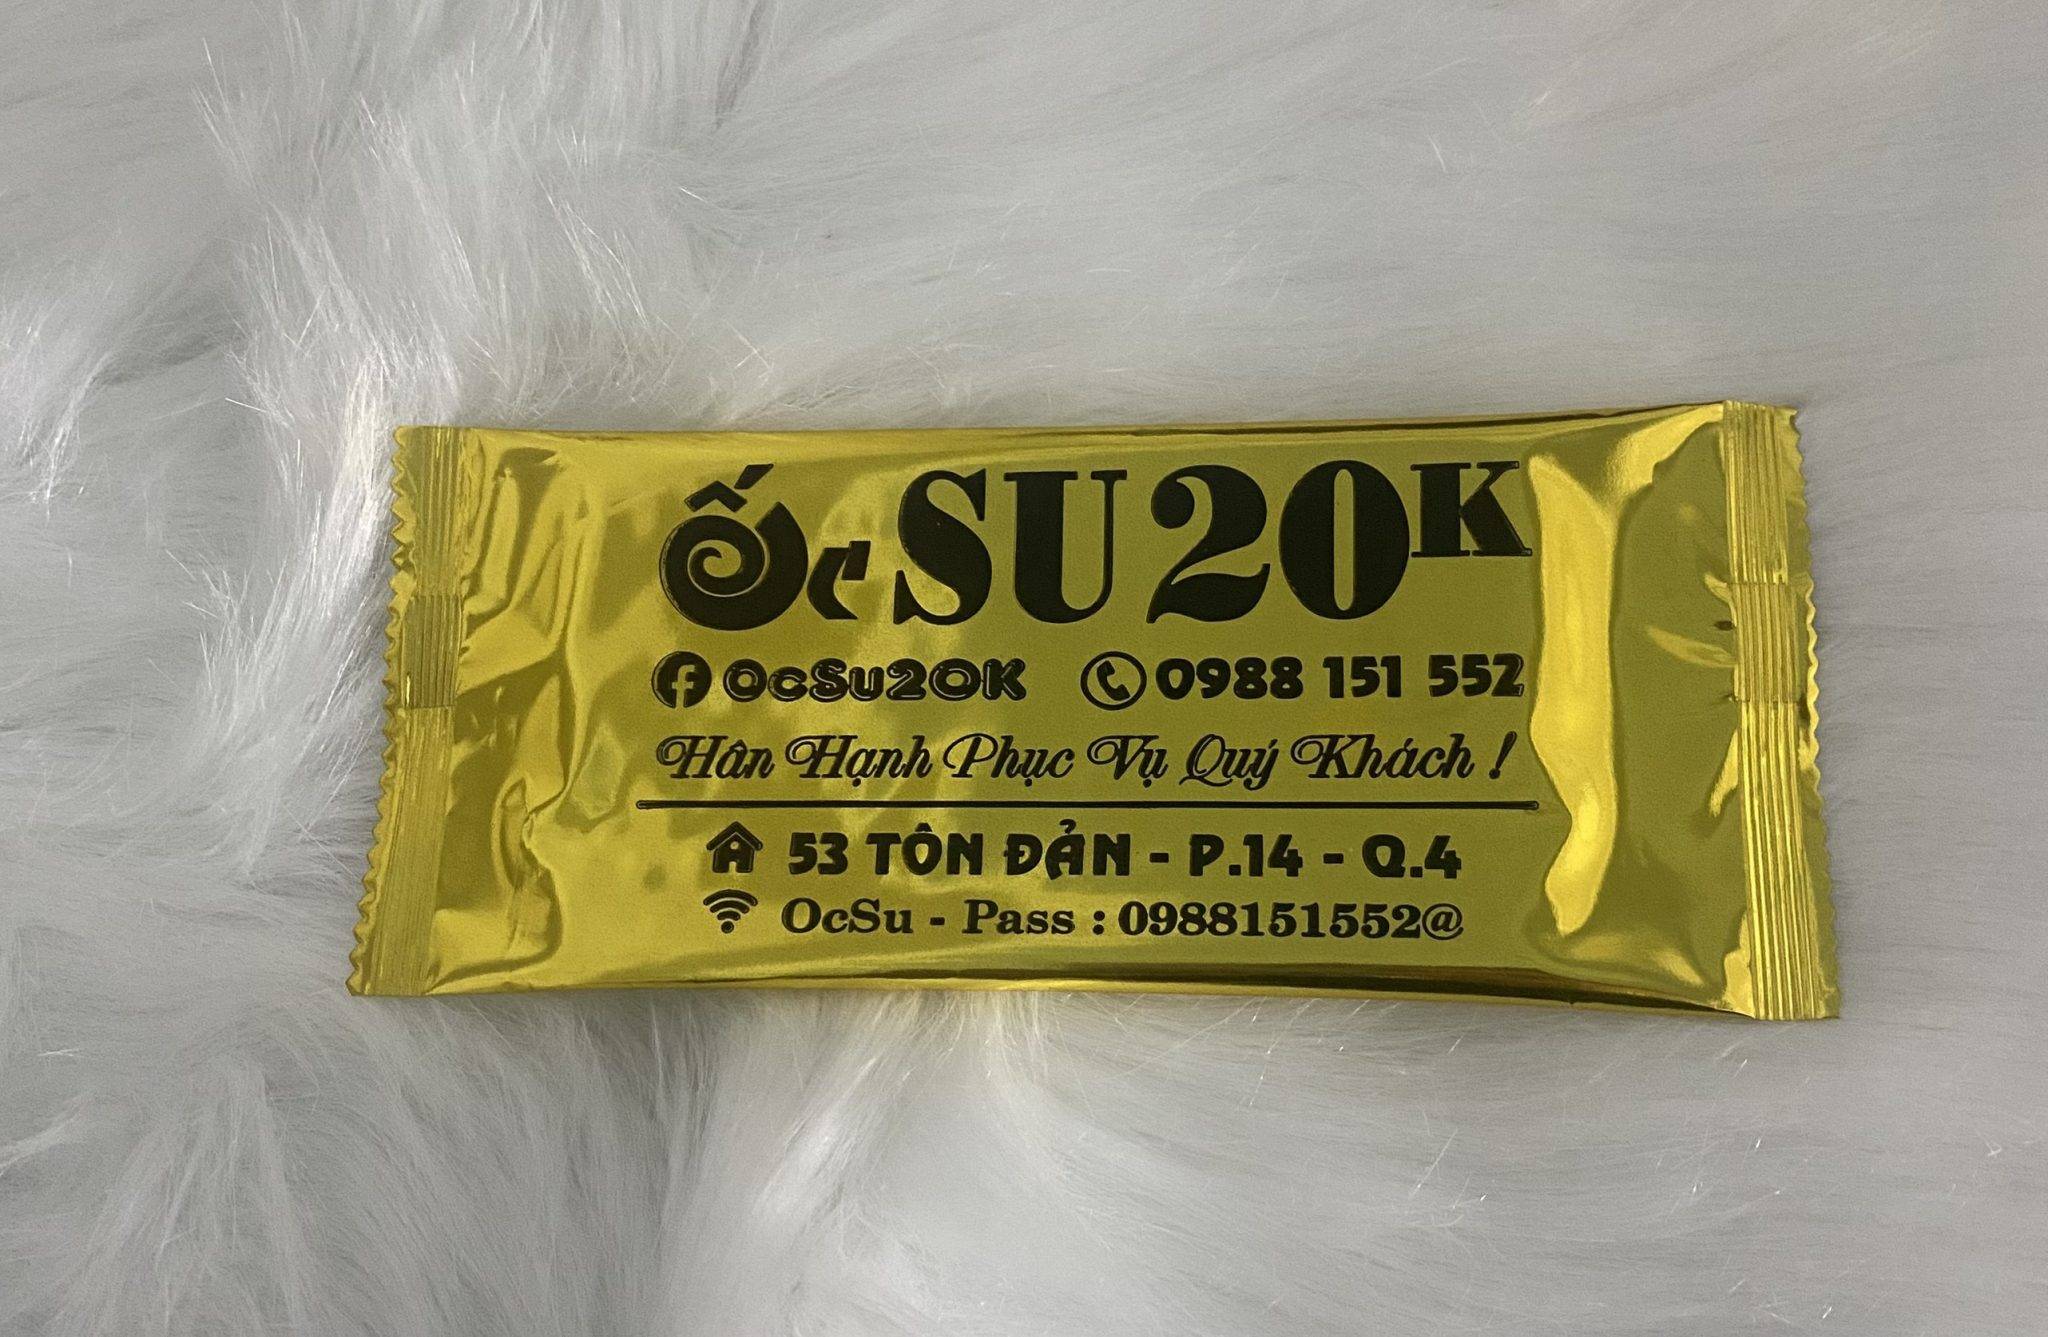 Ốc SU 20K
OcSu20K 0988 151 552
Hân Hạnh Phục Vụ Quý Khách !
53 TÔN ĐẢN - P.14 - Q.4
OcSu - Pass : 0988151552@